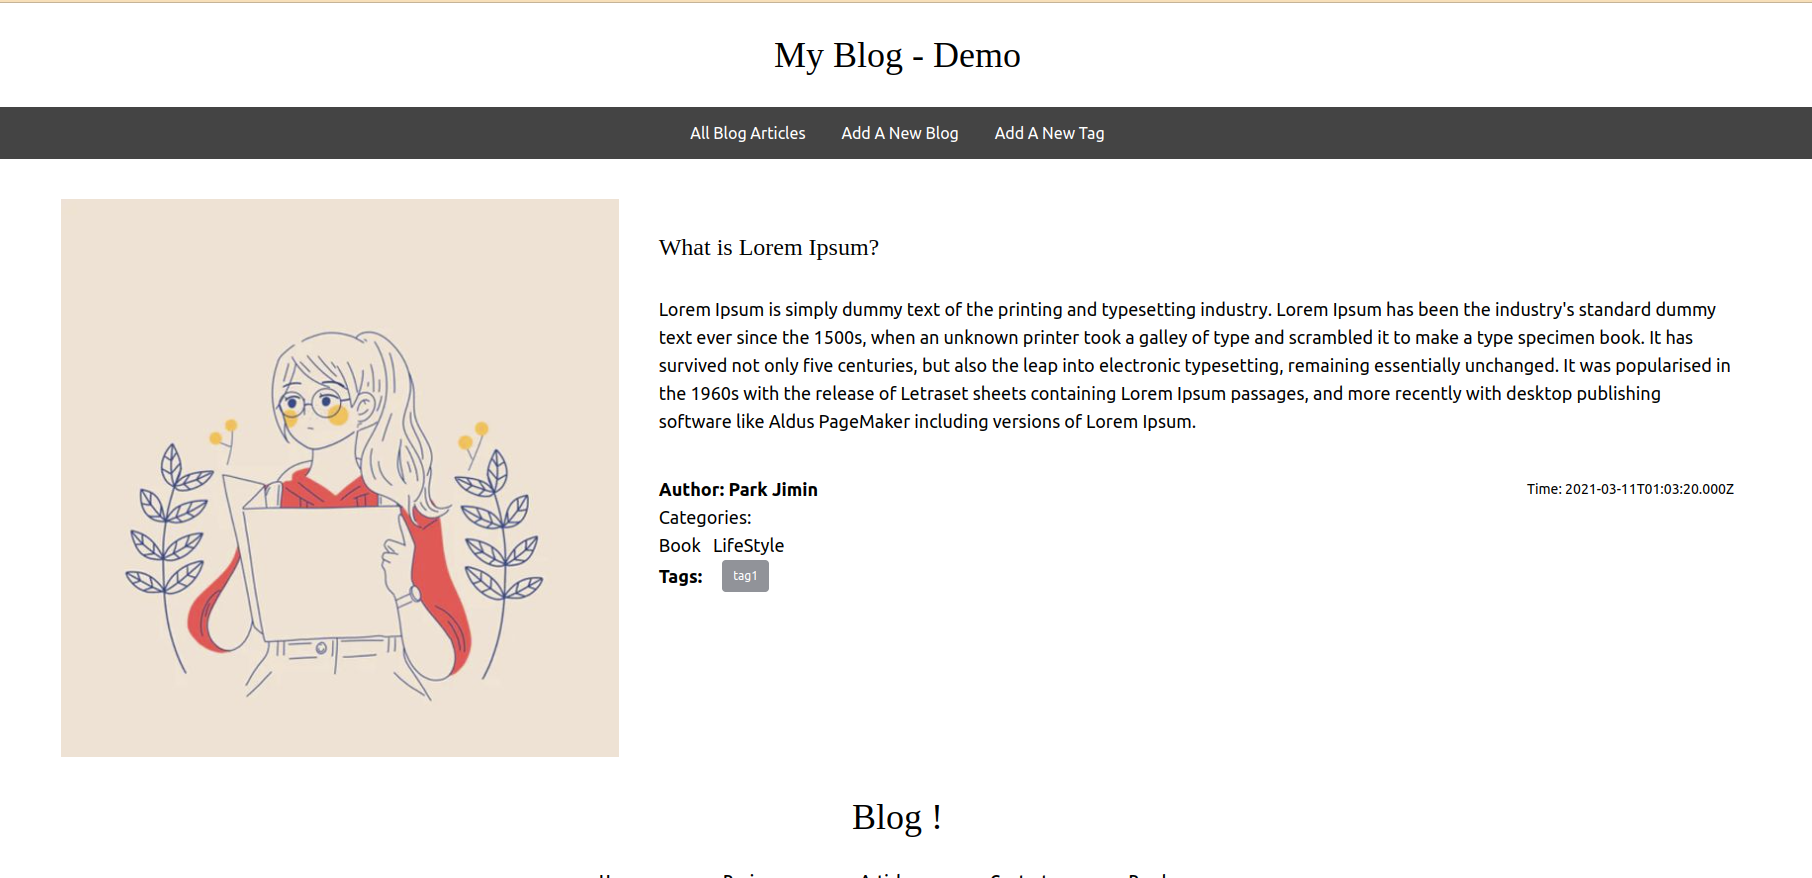 My Blog - Demo
All Blog Articles Add A New Blog Add A New Tag
What is Lorem Ipsum?
Lorem Ipsum is simply dummy text of the printing and typesetting industry. Lorem Ipsum has been the industry's standard dummy
text ever since the 1500s, when an unknown printer took a galley of type and scrambled it to make a type specimen book. It has
survived not only five centuries, but also the leap into electronic typesetting, remaining essentially unchanged. It was popularised in
the 1960s with the release of Letraset sheets containing Lorem Ipsum passages, and more recently with desktop publishing
software like Aldus PageMaker including versions of Lorem Ipsum.
Author: Park Jimin Time: 2021-03-11T01:03:20.000Z
Categories:
Book LifeStyle
Tags: tag1
Blog !